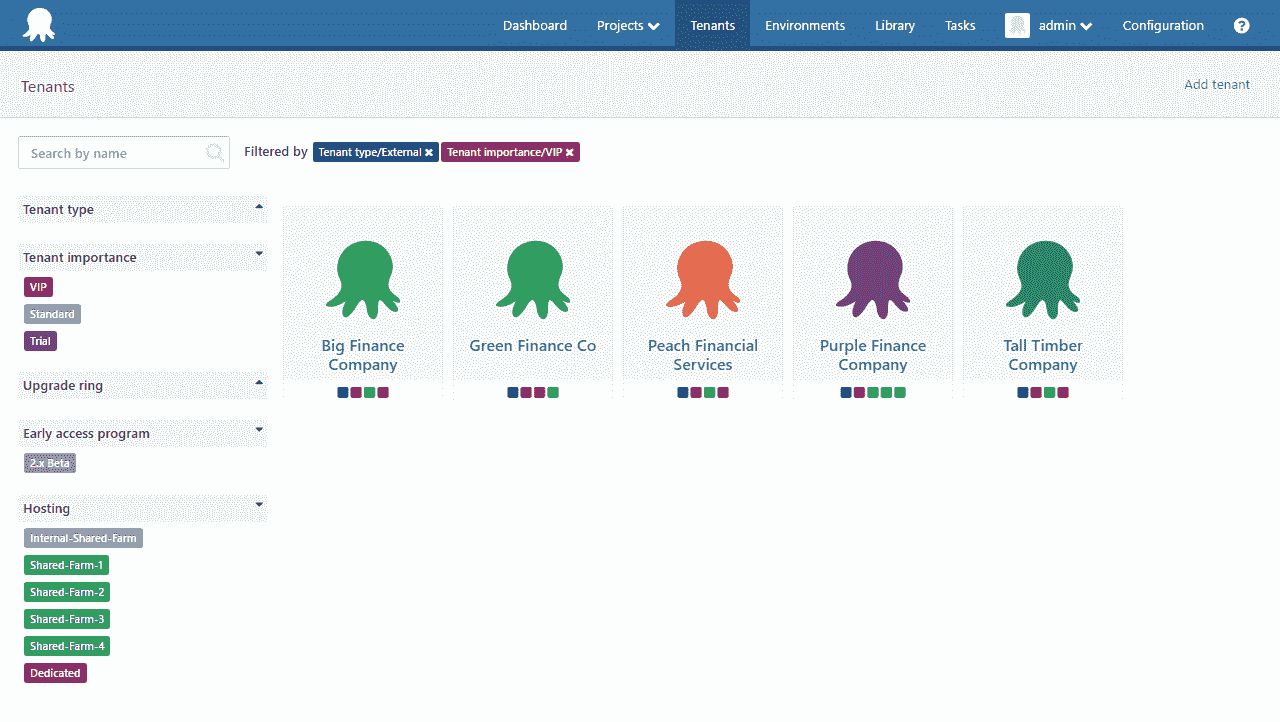 Dashboard Projects Tenants Environments Library Tasks admin Configuration ?
Tenants
Add tenant
Search by name
Filtered by Tenant type/External × Tenant importance/VIP ×
Tenant type
Tenant importance
VIP
Standard
Trial
Upgrade ring
Early access program
2.x Beta
Hosting
Internal-Shared-Farm
Shared-Farm-1
Shared-Farm-2
Shared-Farm-3
Shared-Farm-4
Dedicated
Big Finance
Company
Green Finance Co
Peach Financial
Services
Purple Finance
Company
Tall Timber
Company